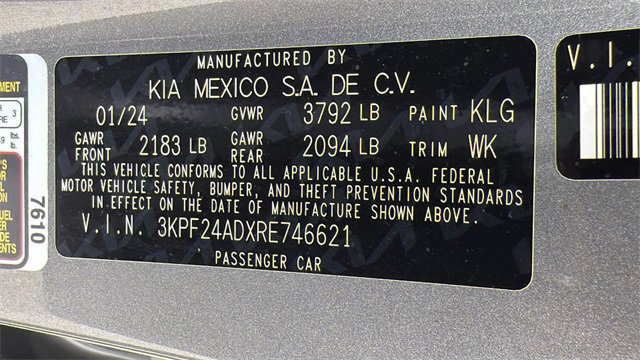 MANUFACTURED BY
KIA MEXICO S.A. DE C.V.
01/24 GVWR 3792 LB PAINT KLG
GAWR FRONT 2183 LB GAWR REAR 2094 LB TRIM WK
THIS VEHICLE CONFORMS TO ALL APPLICABLE U.S.A. FEDERAL
MOTOR VEHICLE SAFETY, BUMPER, AND THEFT PREVENTION STANDARDS
IN EFFECT ON THE DATE OF MANUFACTURE SHOWN ABOVE.
V.I.N. 3KPF24ADXRE746621
PASSENGER CAR
7610
V.I.